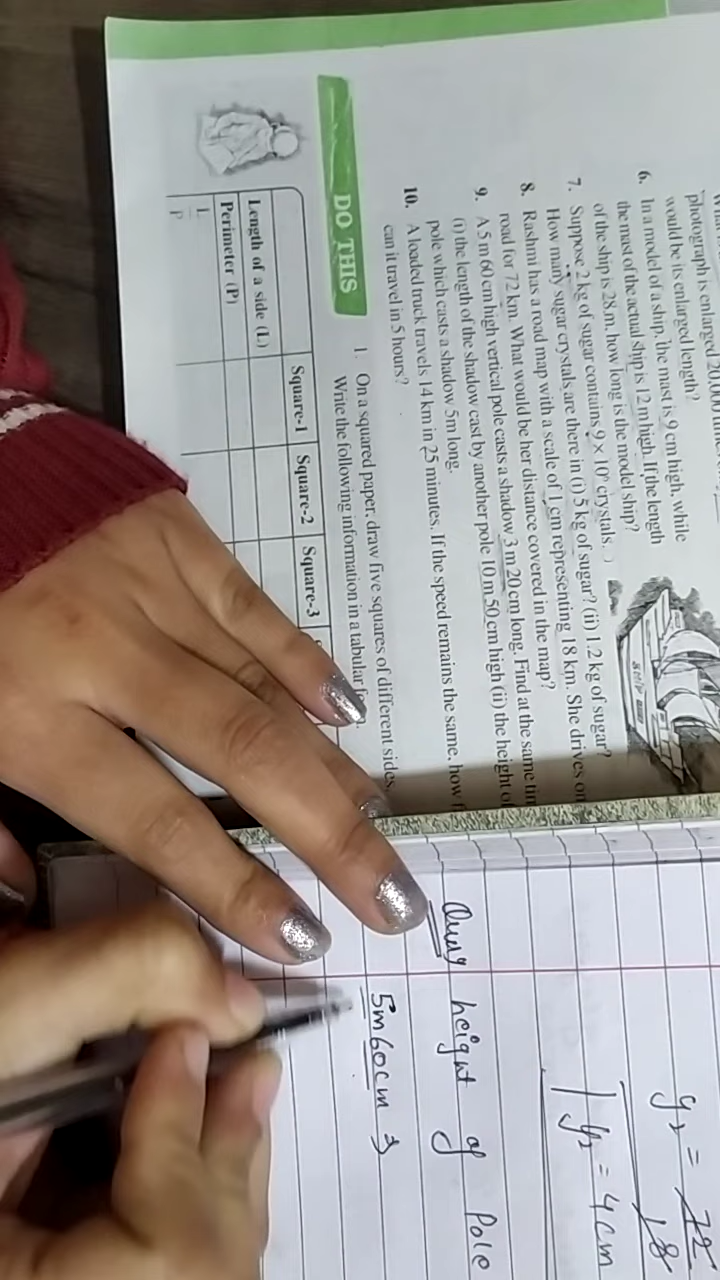 photograph is enlarged 20,000
would be its enlarged length?
6. In a model of a ship, the mast is 9 cm high, while
the mast of the actual ship is 12 m high. If the length
of the ship is 28 m, how long is the model ship?
7. Suppose 2 kg of sugar contains 9 × 10⁶ crystals.
How many sugar crystals are there in (i) 5 kg of sugar? (ii) 1.2 kg of sugar?
8. Rashmi has a road map with a scale of 1 cm representing 18 km. She drives on
road for 72 km. What would be her distance covered in the map?
9. A 5 m 60 cm high vertical pole casts a shadow 3 m 20 cm long. Find at the same
(i) the length of the shadow cast by another pole 10 m 50 cm high (ii) the height
pole which casts a shadow 5m long.
10. A loaded truck travels 14 km in 25 minutes. If the speed remains the same, how
can it travel in 5 hours?
DO THIS
1. On a squared paper, draw five squares of different sides.
Write the following information in a tabular
Square-1 Square-2 Square-3
Length of a side (L)
Perimeter (P)
L
P
y₂ = 72
18
y₂ = 4 cm
height of Pole
5m 60cm 3